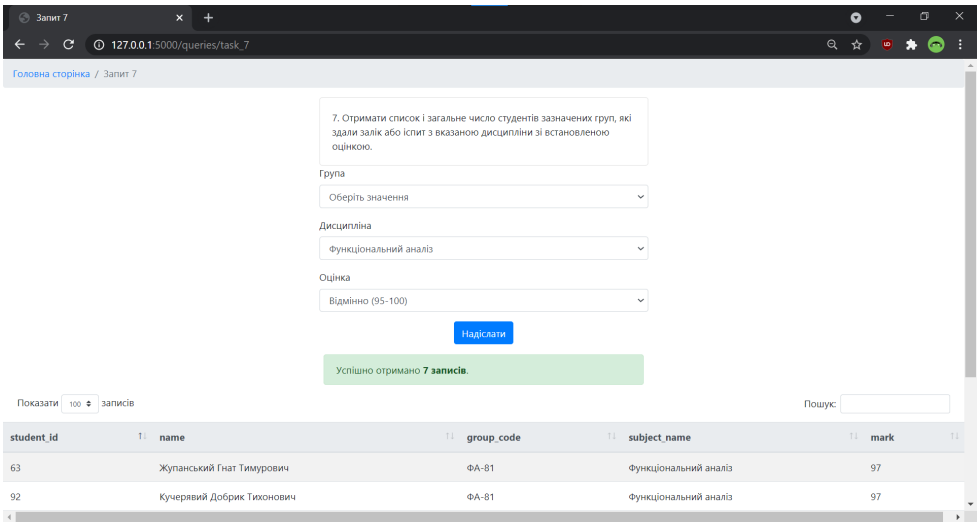 Запит 7
127.0.0.1:5000/queries/task_7
Головна сторінка / Запит 7
7. Отримати список і загальне число студентів зазначених груп, які
здали залік або іспит з вказаною дисципліни зі встановленою
оцінкою.
Група
Оберіть значення
Дисципліна
Функціональний аналіз
Оцінка
Відмінно (95-100)
Надіслати
Успішно отримано 7 записів.
Показати 100 записів Пошук:
student_id name group_code subject_name mark
63 Жупанський Гнат Тимурович ФА-81 Функціональний аналіз 97
92 Кучерявий Добрик Тихонович ФА-81 Функціональний аналіз 97